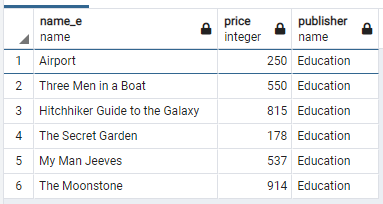 name_e price publisher
name integer name
1 Airport 250 Education
2 Three Men in a Boat 550 Education
3 Hitchhiker Guide to the Galaxy 815 Education
4 The Secret Garden 178 Education
5 My Man Jeeves 537 Education
6 The Moonstone 914 Education